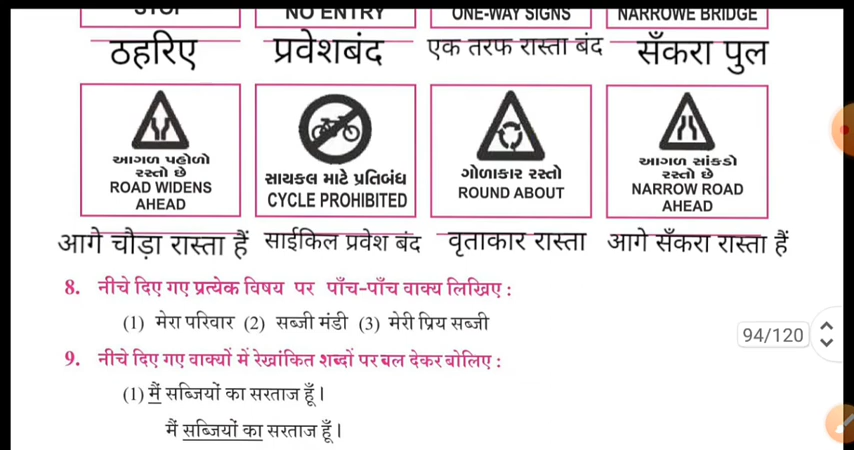 NO ENTRY
ONE-WAY SIGNS
NARROWE BRIDGE
ठहरिए
प्रवेशबंद
एक तरफ रास्ता बंद
सँकरा पुल
આગળ પહોળો
રસ્તો છે
ROAD WIDENS
AHEAD
સાયકલ માટે પ્રતિબંધ
CYCLE PROHIBITED
ગોળાકાર રસ્તો
ROUND ABOUT
આગળ સાંકડો
રસ્તો છે
NARROW ROAD
AHEAD
आगे चौड़ा रास्ता हैं
साईकिल प्रवेश बंद
वृताकार रास्ता
आगे सँकरा रास्ता हैं
8. नीचे दिए गए प्रत्येक विषय पर पाँच-पाँच वाक्य लिखिए :
(1) मेरा परिवार (2) सब्जी मंडी (3) मेरी प्रिय सब्जी
94/120
9. नीचे दिए गए वाक्यों में रेखांकित शब्दों पर बल देकर बोलिए :
(1) मैं सब्जियों का सरताज हूँ।
मैं सब्जियों का सरताज हूँ।